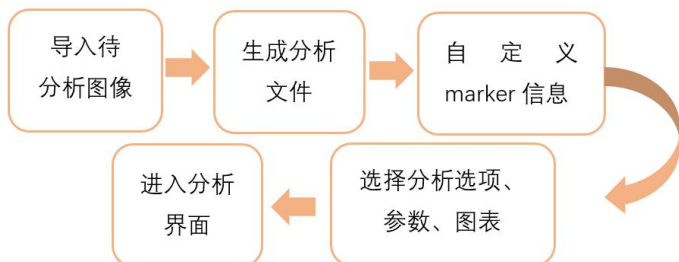 导入待
分析图像
生成分析
文件
自定义
marker 信息
选择分析选项、
参数、图表
进入分析
界面